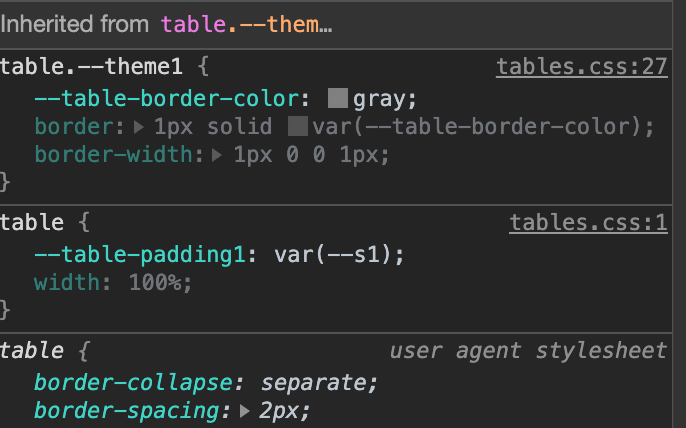 Inherited from table.--them…
table.--theme1 { tables.css:27
--table-border-color: gray;
border: 1px solid var(--table-border-color);
border-width: 1px 0 0 1px;
}
table { tables.css:1
--table-padding1: var(--s1);
width: 100%;
}
table { user agent stylesheet
border-collapse: separate;
border-spacing: 2px;